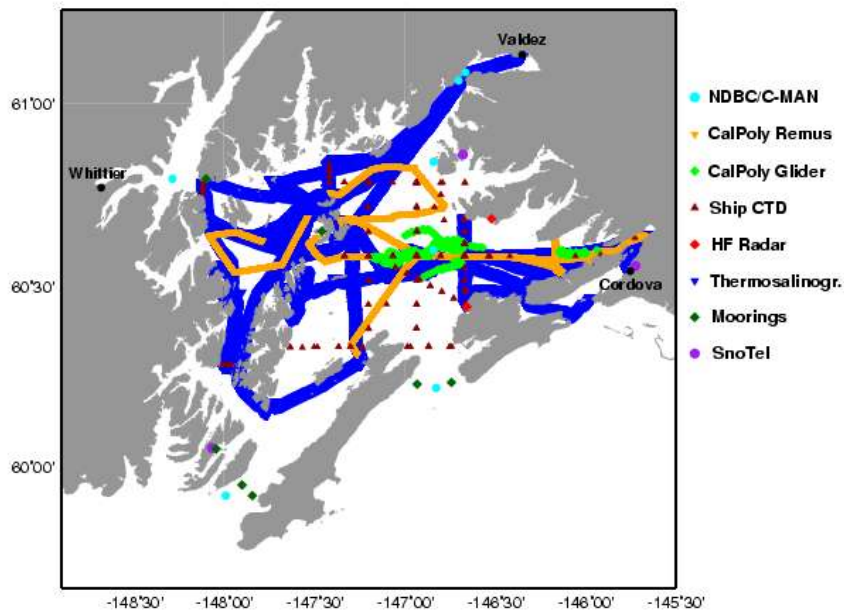 Valdez
61°00'
Whittier
60°30'
Cordova
60°00'
-148°30' -148°00' -147°30' -147°00' -146°30' -146°00' -145°30'
NDBC/C-MAN
CalPoly Remus
CalPoly Glider
Ship CTD
HF Radar
Thermosalinogr.
Moorings
SnoTel